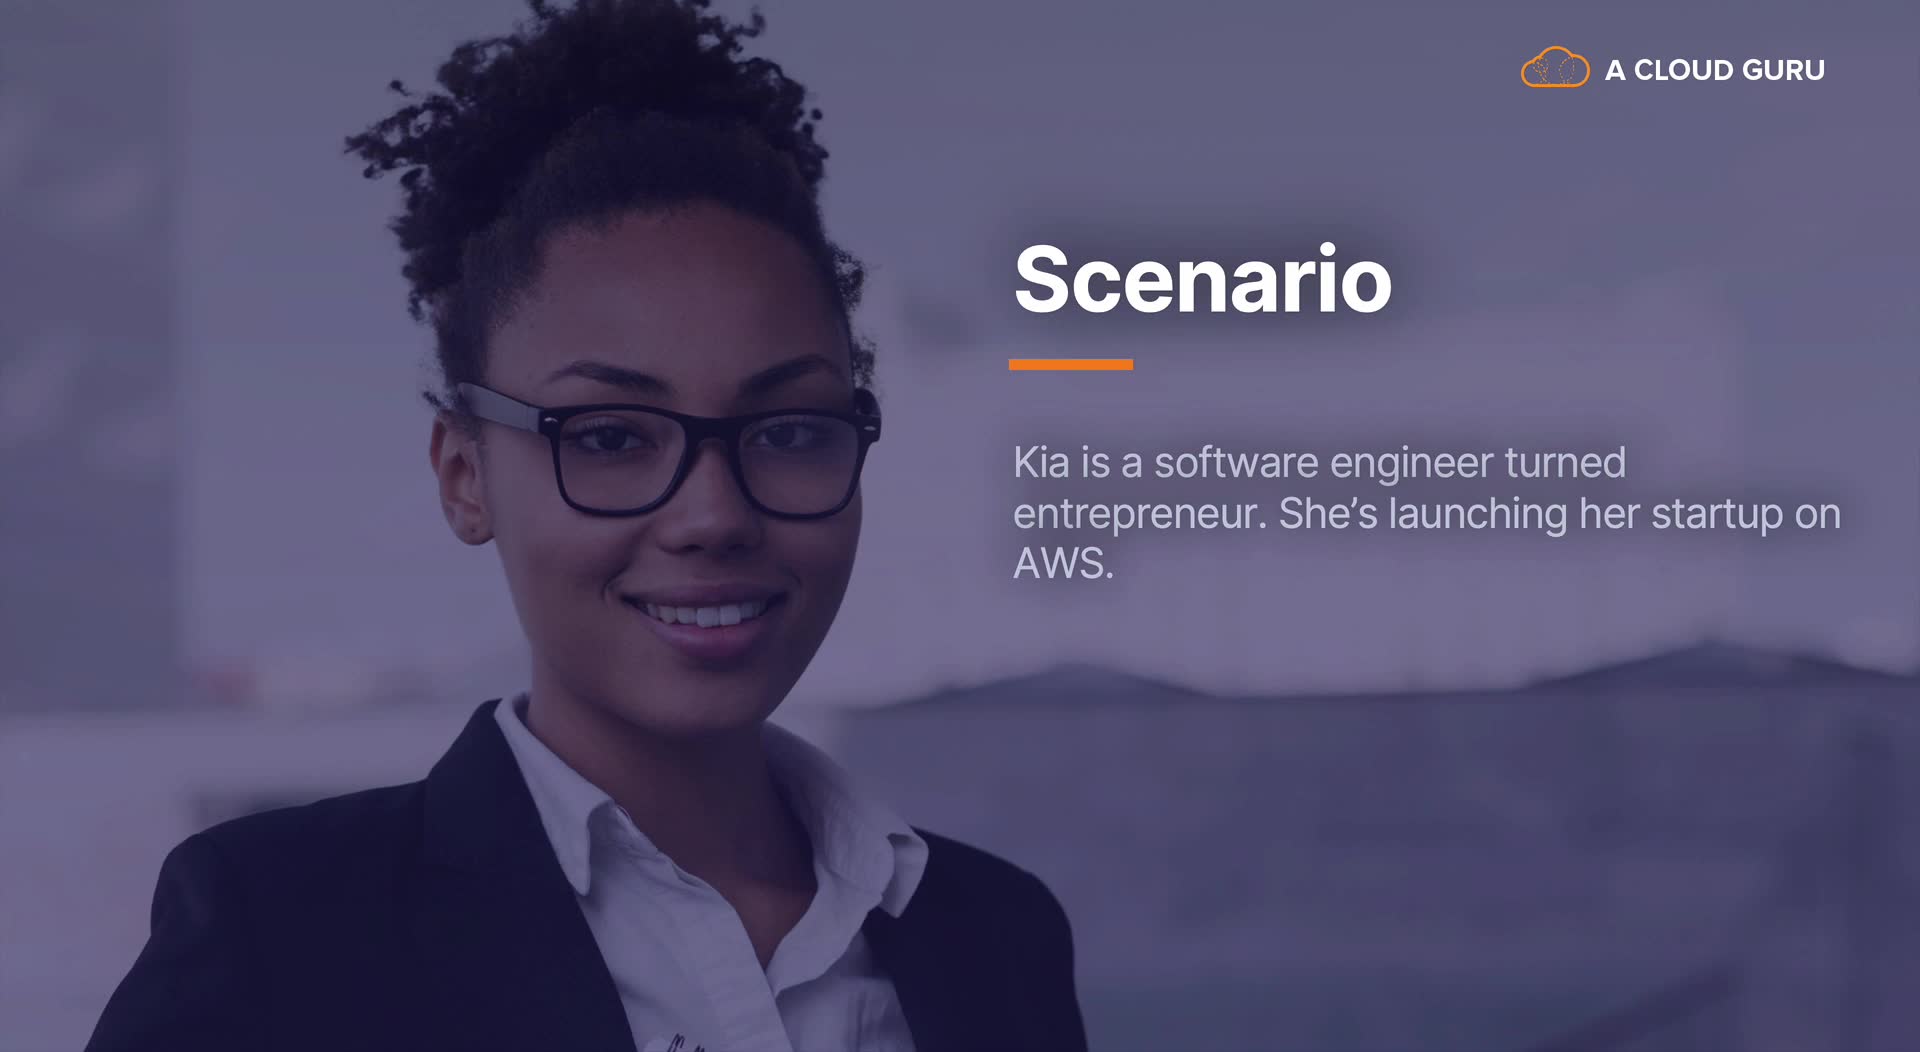 A CLOUD GURU
Scenario
Kia is a software engineer turned
entrepreneur. She’s launching her startup on
AWS.